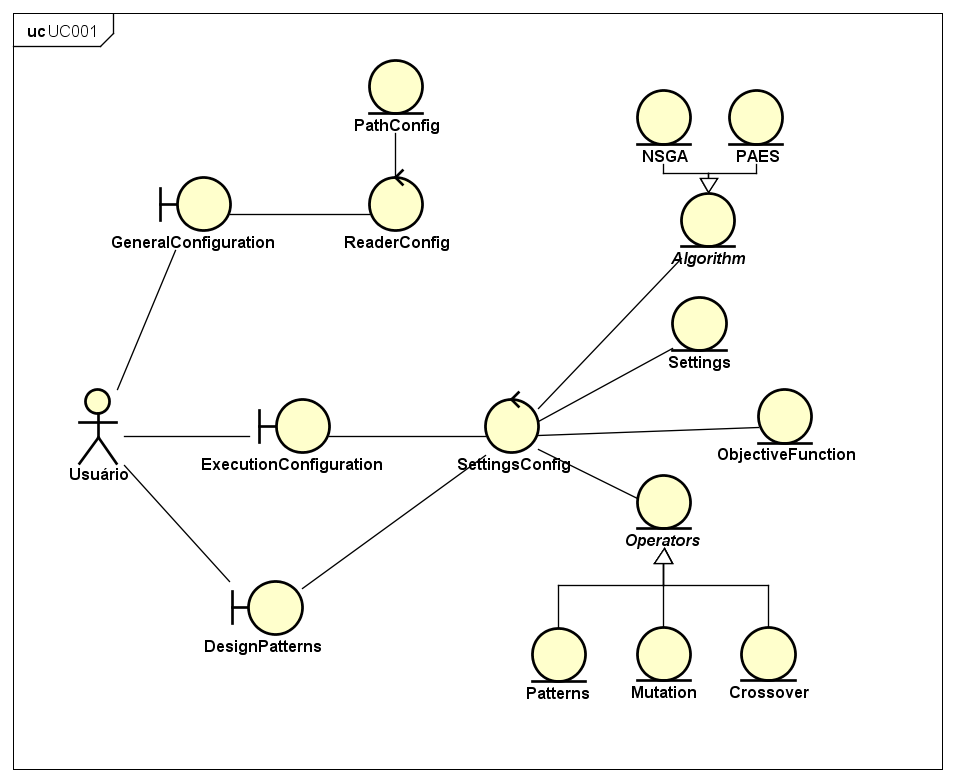 uc UC001
PathConfig
NSGA
PAES
GeneralConfiguration
ReaderConfig
Algorithm
Settings
Usuário
ExecutionConfiguration
SettingsConfig
ObjectiveFunction
Operators
DesignPatterns
Patterns
Mutation
Crossover